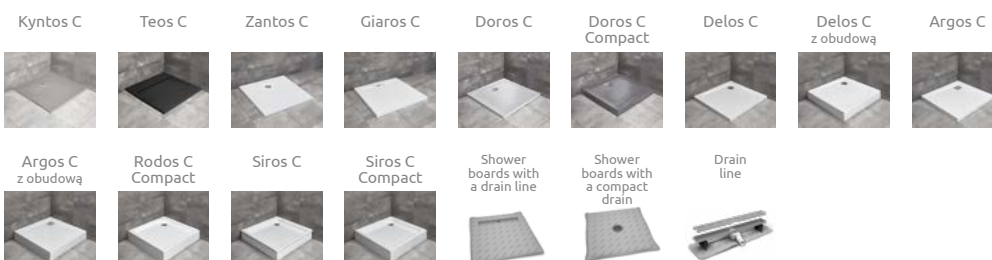 Kyntos C
Teos C
Zantos C
Giaros C
Doros C
Doros C
Compact
Delos C
Delos C
z obudową
Argos C
Argos C
z obudową
Rodos C
Compact
Siros C
Siros C
Compact
Shower
boards with
a drain line
Shower
boards with
a compact
drain
Drain
line